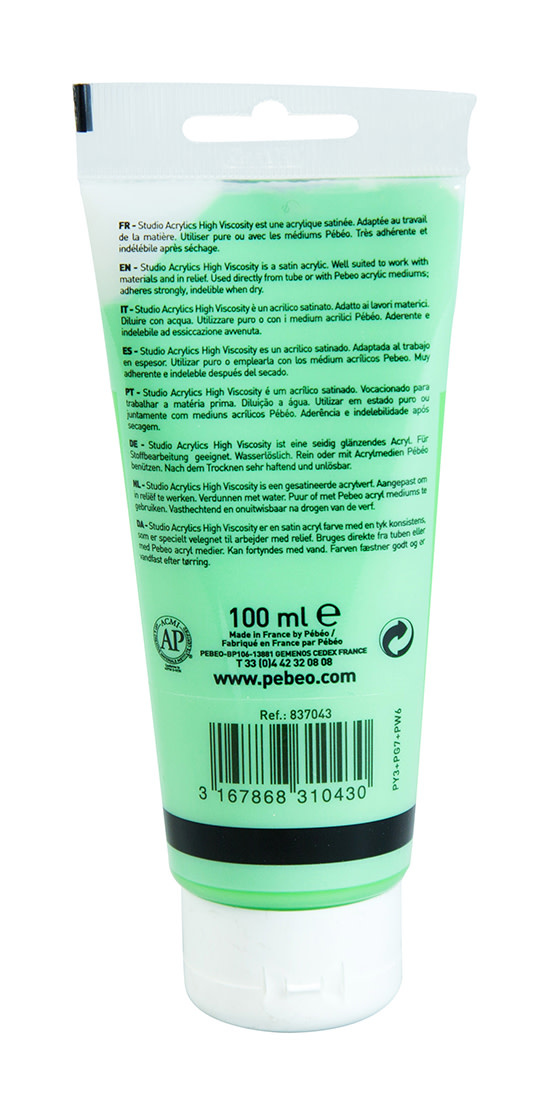 FR - Studio Acrylics High Viscosity est une acrylique satinée. Adaptée au travail
de la matière. Utiliser pure ou avec les médiums Pébéo. Très adhérente et
indélébile après séchage.
EN - Studio Acrylics High Viscosity is a satin acrylic. Well suited to work with
materials and in relief. Used directly from tube or with Pebeo acrylic mediums;
adheres strongly, indelible when dry.
IT - Studio Acrylics High Viscosity è un acrilico satinato. Adatto ai lavori materici.
Diluire con acqua. Utilizzare puro o con i medium acrilici Pébéo. Aderente e
indelebile ad essiccazione avvenuta.
ES - Studio Acrylics High Viscosity es un acrilico satinado. Adaptada al trabajo
en espesor. Utilizar puro o emplearla con los médium acrílicos Pebeo. Muy
adherente e indeleble después del secado.
PT - Studio Acrylics High Viscosity é um acrílico satinado. Vocacionado para
trabalhar a matéria prima. Diluição a água. Utilizar em estado puro ou
juntamente com mediuns acrílicos Pébéo. Aderência e indelebilidade após
secagem.
DE - Studio Acrylics High Viscosity ist eine seidig glänzendes Acryl. Für
Stoffbearbeitung geeignet. Wasserlöslich. Rein oder mit Acrylmedien Pébéo
benützen. Nach dem Trocknen sehr haftend und unlösbar.
NL - Studio Acrylics High Viscosity is een gesatineerde acrylverf. Aangepast om
in reliëf te werken. Verdunnen met water. Puur of met Pebeo acryl mediums te
gebruiken. Vasthechtend en onuitwisbaar na drogen van de verf.
DA - Studio Acrylics High Viscosity er en satin acryl farve med en tyk konsistens,
som er specielt velegnet til arbejder med relief. Bruges direkte fra tuben eller
med Pebeo acryl medier. Kan fortyndes med vand. Farven fæstner godt og er
vandfast efter tørring.
ACMI
AP
100 ml e
Made in France by Pébéo /
Fabriqué en France par Pébéo
PEBEO-BP106-13881 GEMENOS CEDEX FRANCE
T 33 (0)4 42 32 08 08
www.pebeo.com
Ref.: 837043
3 167868 310430
PY3+PG7+PW6